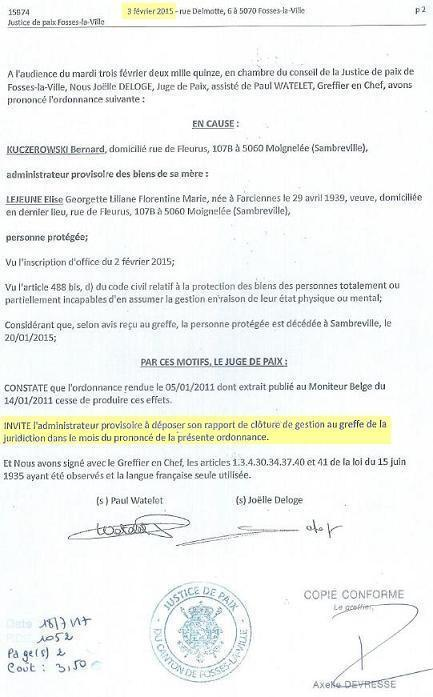 15B74 3 février 2015 - rue Delmotte, 6 à 5070 Fosses-la-Ville p 2
Justice de paix Fosses-la-Ville
A l'audience du mardi trois février deux mille quinze, en chambre du conseil de la Justice de paix de
Fosses-la-Ville, Nous Joëlle DELOGE, Juge de Paix, assisté de Paul WATELET, Greffier en Chef, avons
prononcé l'ordonnance suivante :
EN CAUSE :
KUCZEROWSKI Bernard, domicilié rue de Fleurus, 107B à 5060 Moignelée (Sambreville),
administrateur provisoire des biens de sa mère :
LEJEUNE Elise Georgette Liliane Florentine Marie, née à Farciennes le 29 avril 1939, veuve, domiciliée
en dernier lieu, rue de Fleurus, 107B à 5060 Moignelée (Sambreville),
personne protégée;
Vu l'inscription d'office du 2 février 2015;
Vu l'article 488 bis, d) du code civil relatif à la protection des biens des personnes totalement ou
partiellement incapables d'en assumer la gestion en raison de leur état physique ou mental;
Considérant que, selon avis reçu au greffe, la personne protégée est décédée à Sambreville, le
20/01/2015;
PAR CES MOTIFS, LE JUGE DE PAIX :
CONSTATE que l'ordonnance rendue le 05/01/2011 dont extrait publié au Moniteur Belge du
14/01/2011 cesse de produire ces effets.
INVITE l'administrateur provisoire à déposer son rapport de clôture de gestion au greffe de la
juridiction dans le mois du prononcé de la présente ordonnance.
Et Nous avons signé avec le Greffier en Chef, les articles 1.3.4.30.34.37.40 et 41 de la loi du 15 juin
1935 ayant été observés et la langue française seule utilisée.
(s) Paul Watelet (s) Joëlle Deloge
JUSTICE DE PAIX
DU CANTON DE FOSSES-LA-VILLE
COPIÉ CONFORME
Le greffier,
Axelle DEVRESSE
Date 18/7/17
1052
Page(s) 2
Cout : 3,50